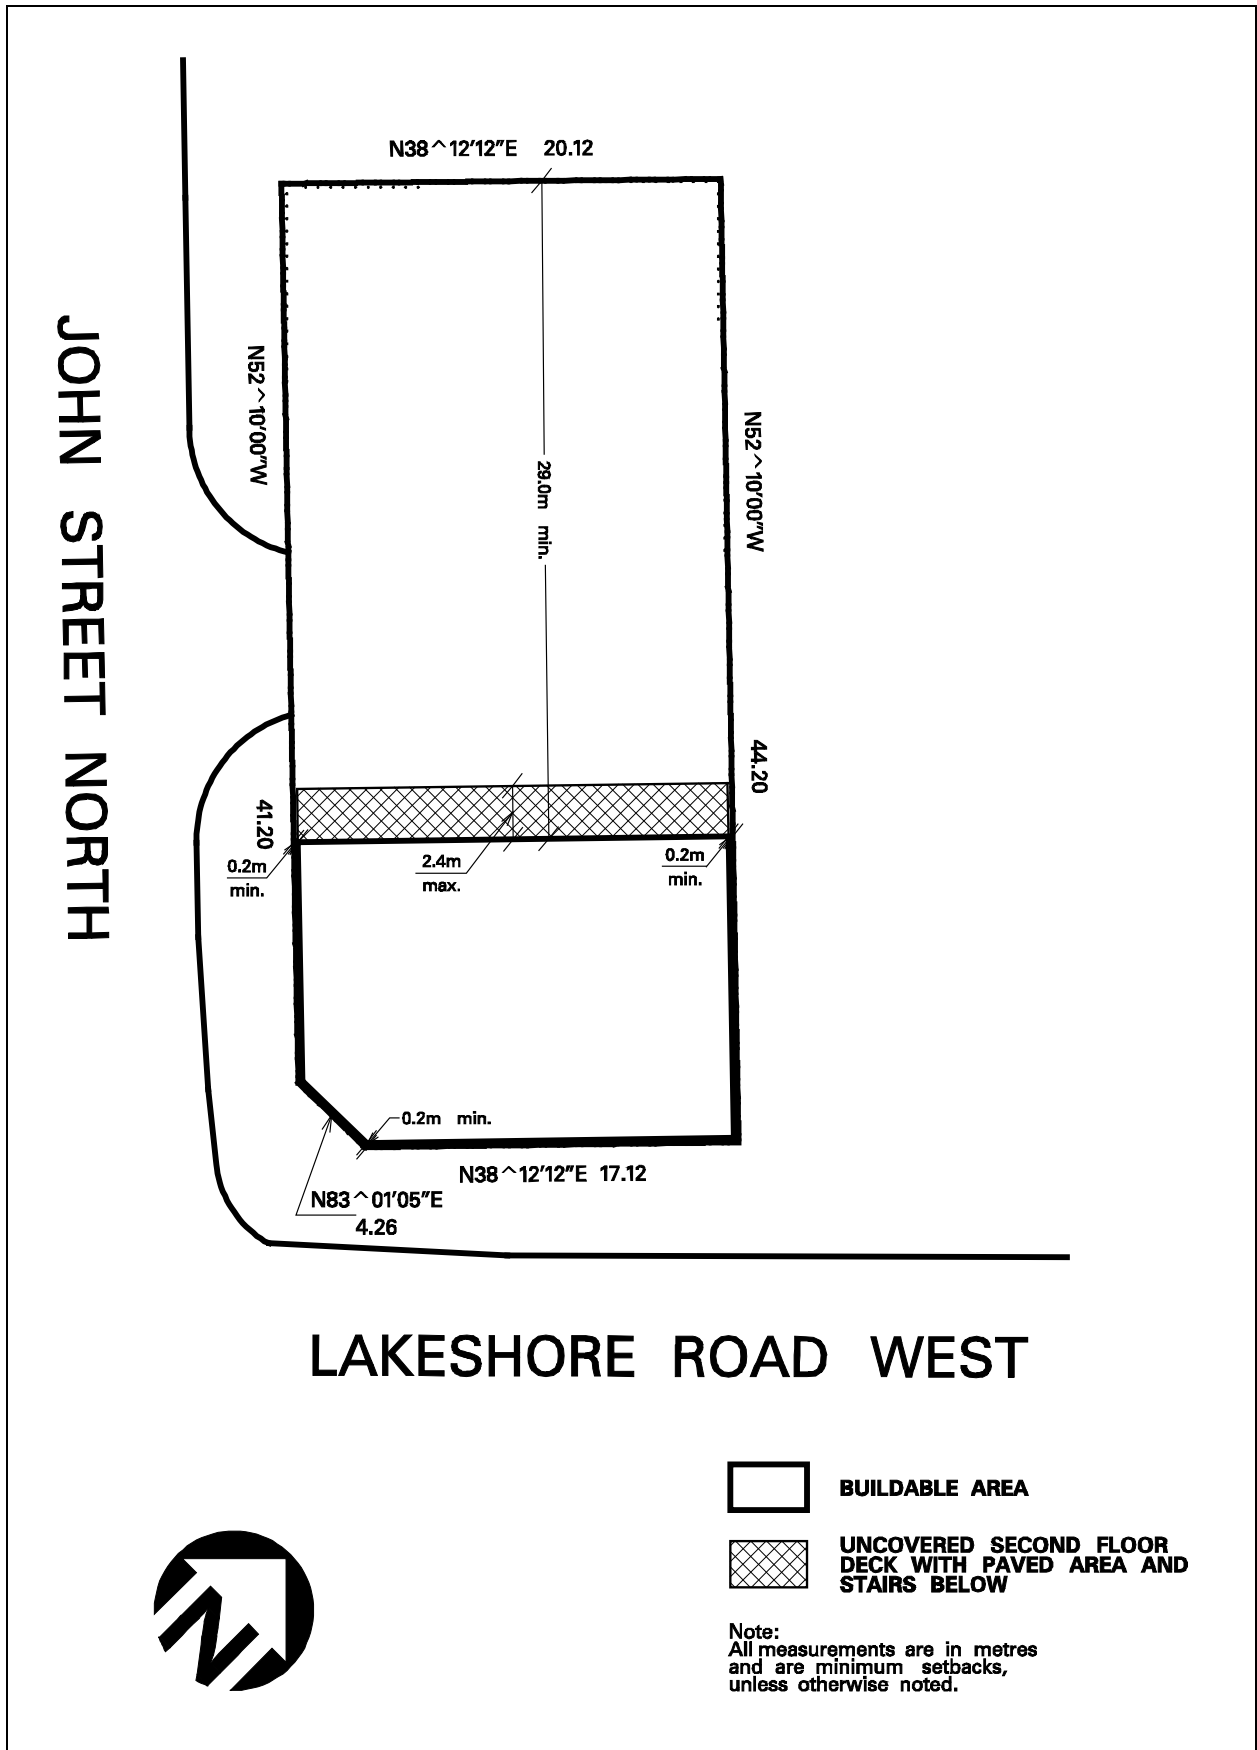 N38^12'12"E 20.12
JOHN STREET NORTH
N52^10'00"W
N52^10'00"W
29.0m min.
44.20
41.20
0.2m
min.
2.4m
max.
0.2m
min.
0.2m min.
N38^12'12"E 17.12
N83^01'05"E
4.26
LAKESHORE ROAD WEST
BUILDABLE AREA
UNCOVERED SECOND FLOOR
DECK WITH PAVED AREA AND
STAIRS BELOW
N
Note:
All measurements are in metres
and are minimum setbacks,
unless otherwise noted.